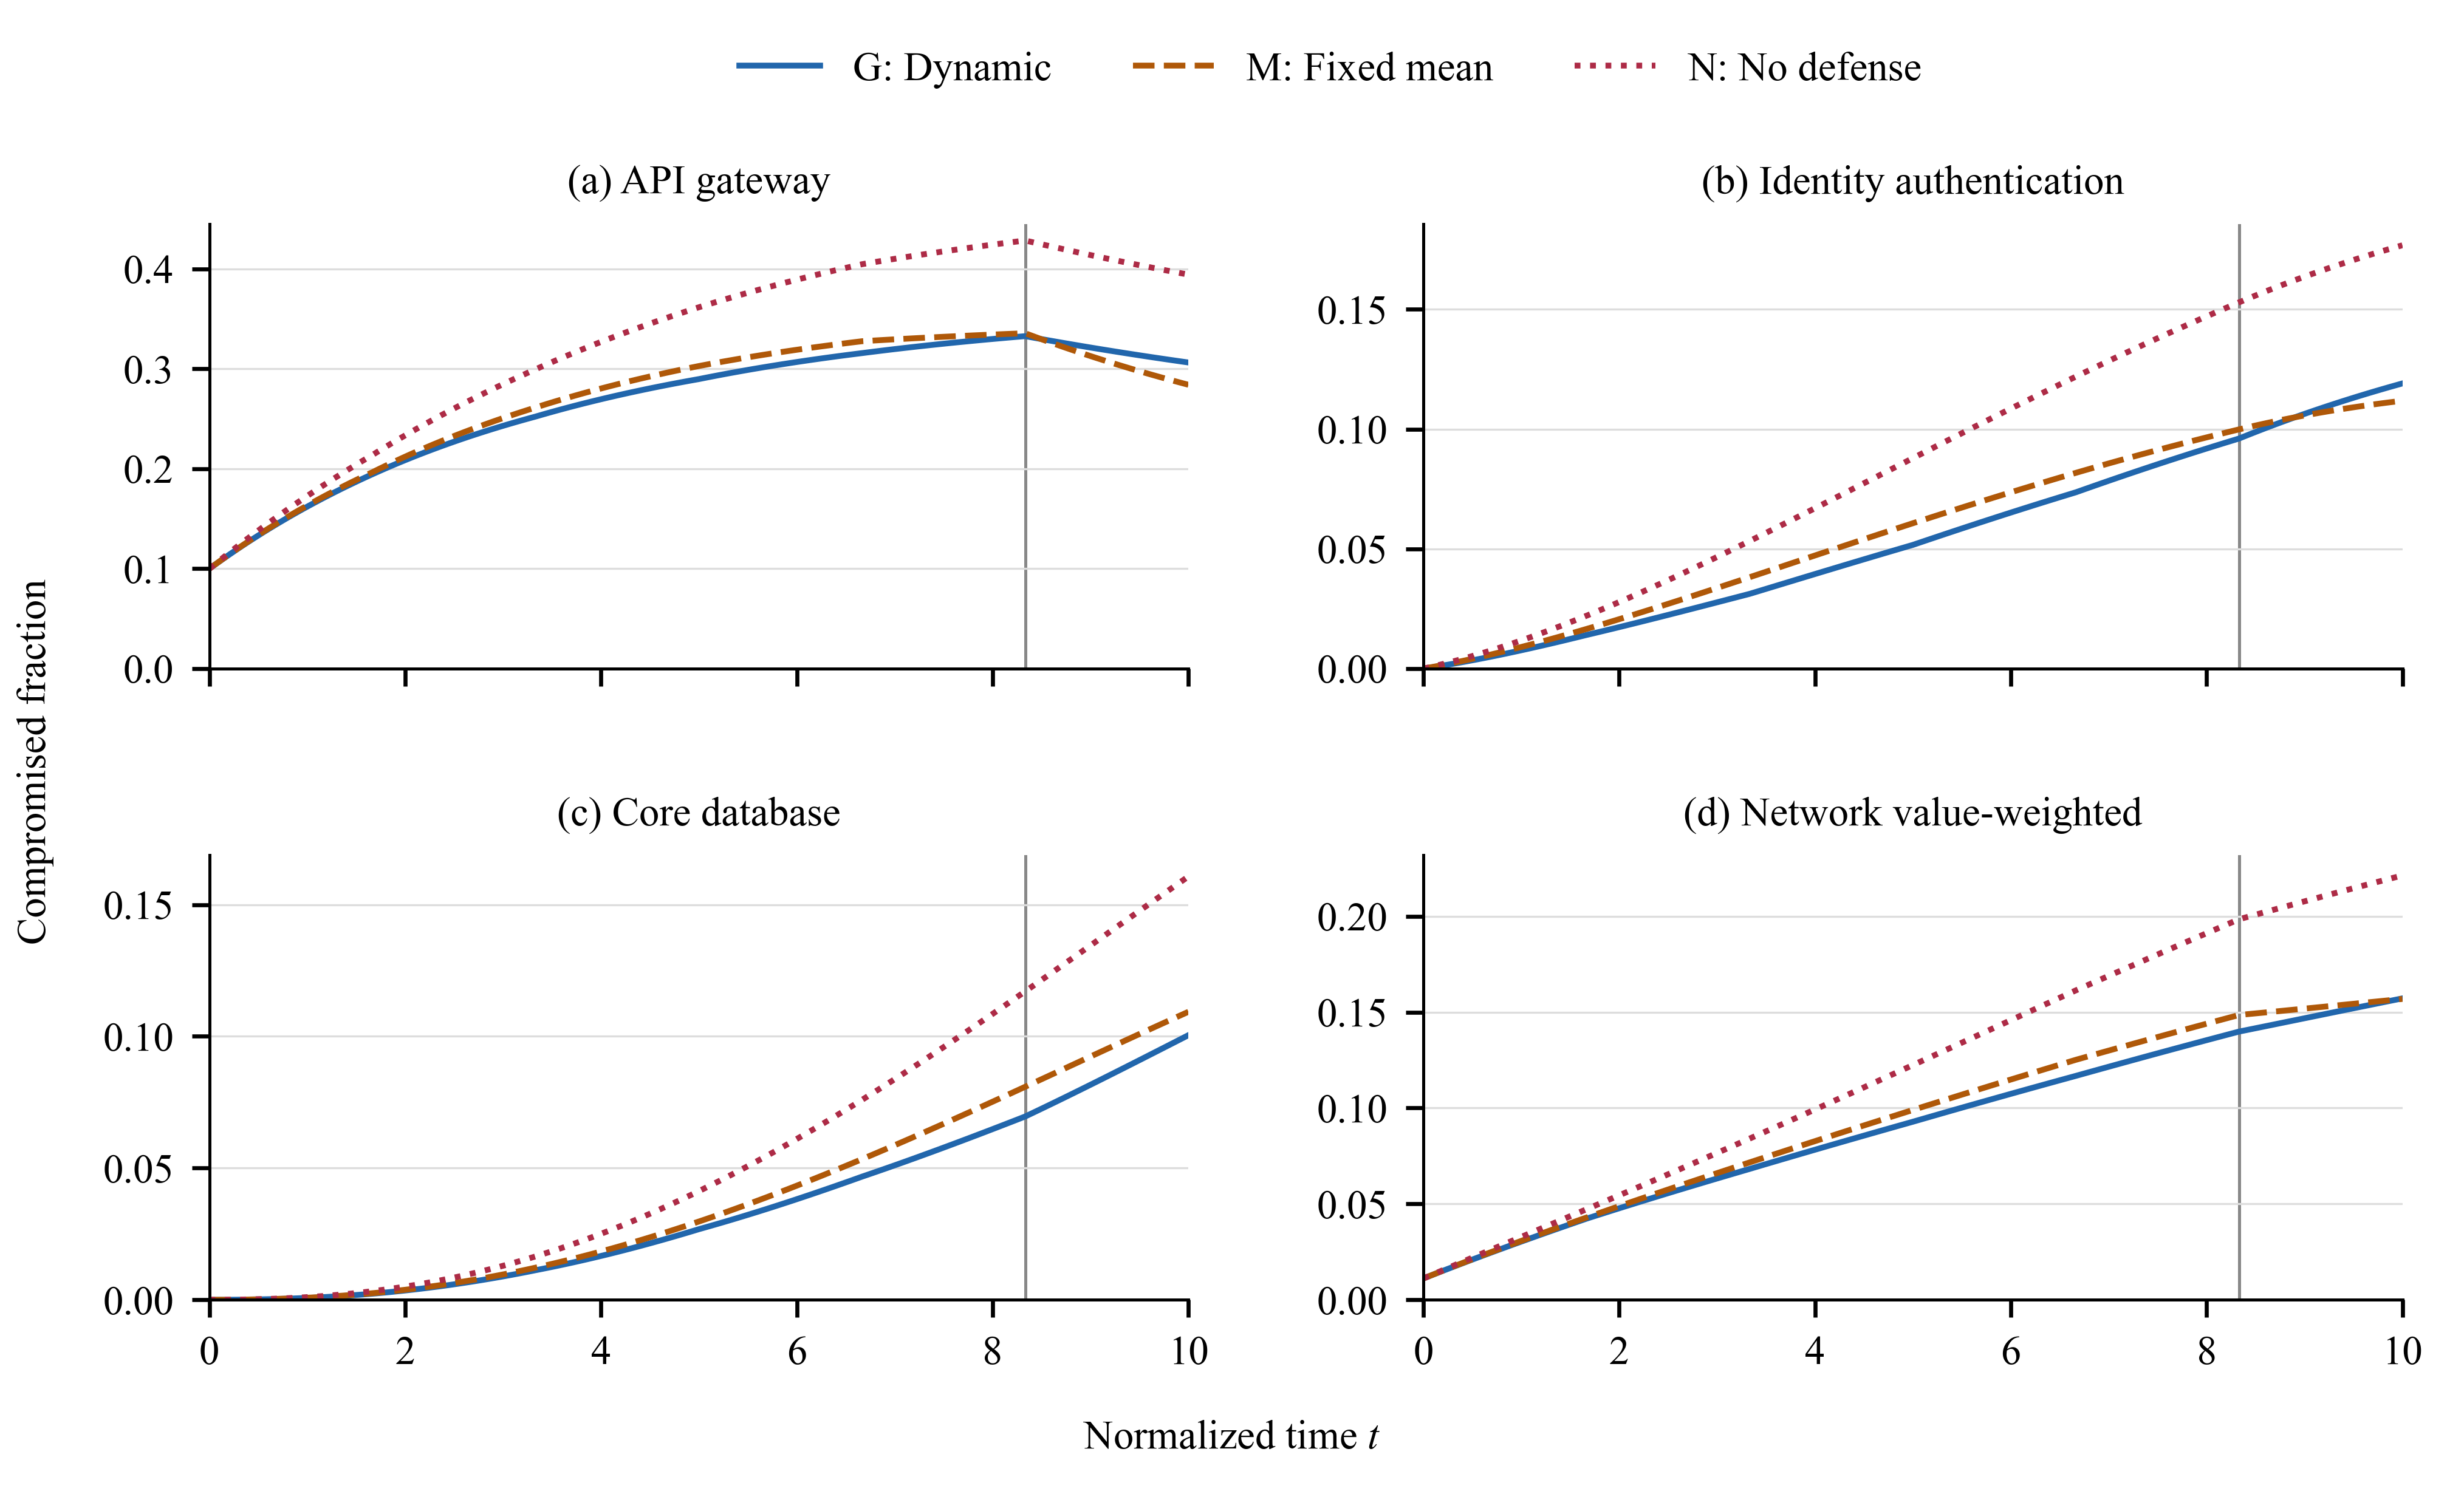 G: Dynamic
M: Fixed mean
N: No defense
(a) API gateway
0.4
0.3
0.2
0.1
0.0
(b) Identity authentication
0.15
0.10
0.05
0.00
Compromised fraction
(c) Core database
0.15
0.10
0.05
0.00
0 2 4 6 8 10
(d) Network value-weighted
0.20
0.15
0.10
0.05
0.00
0 2 4 6 8 10
Normalized time t